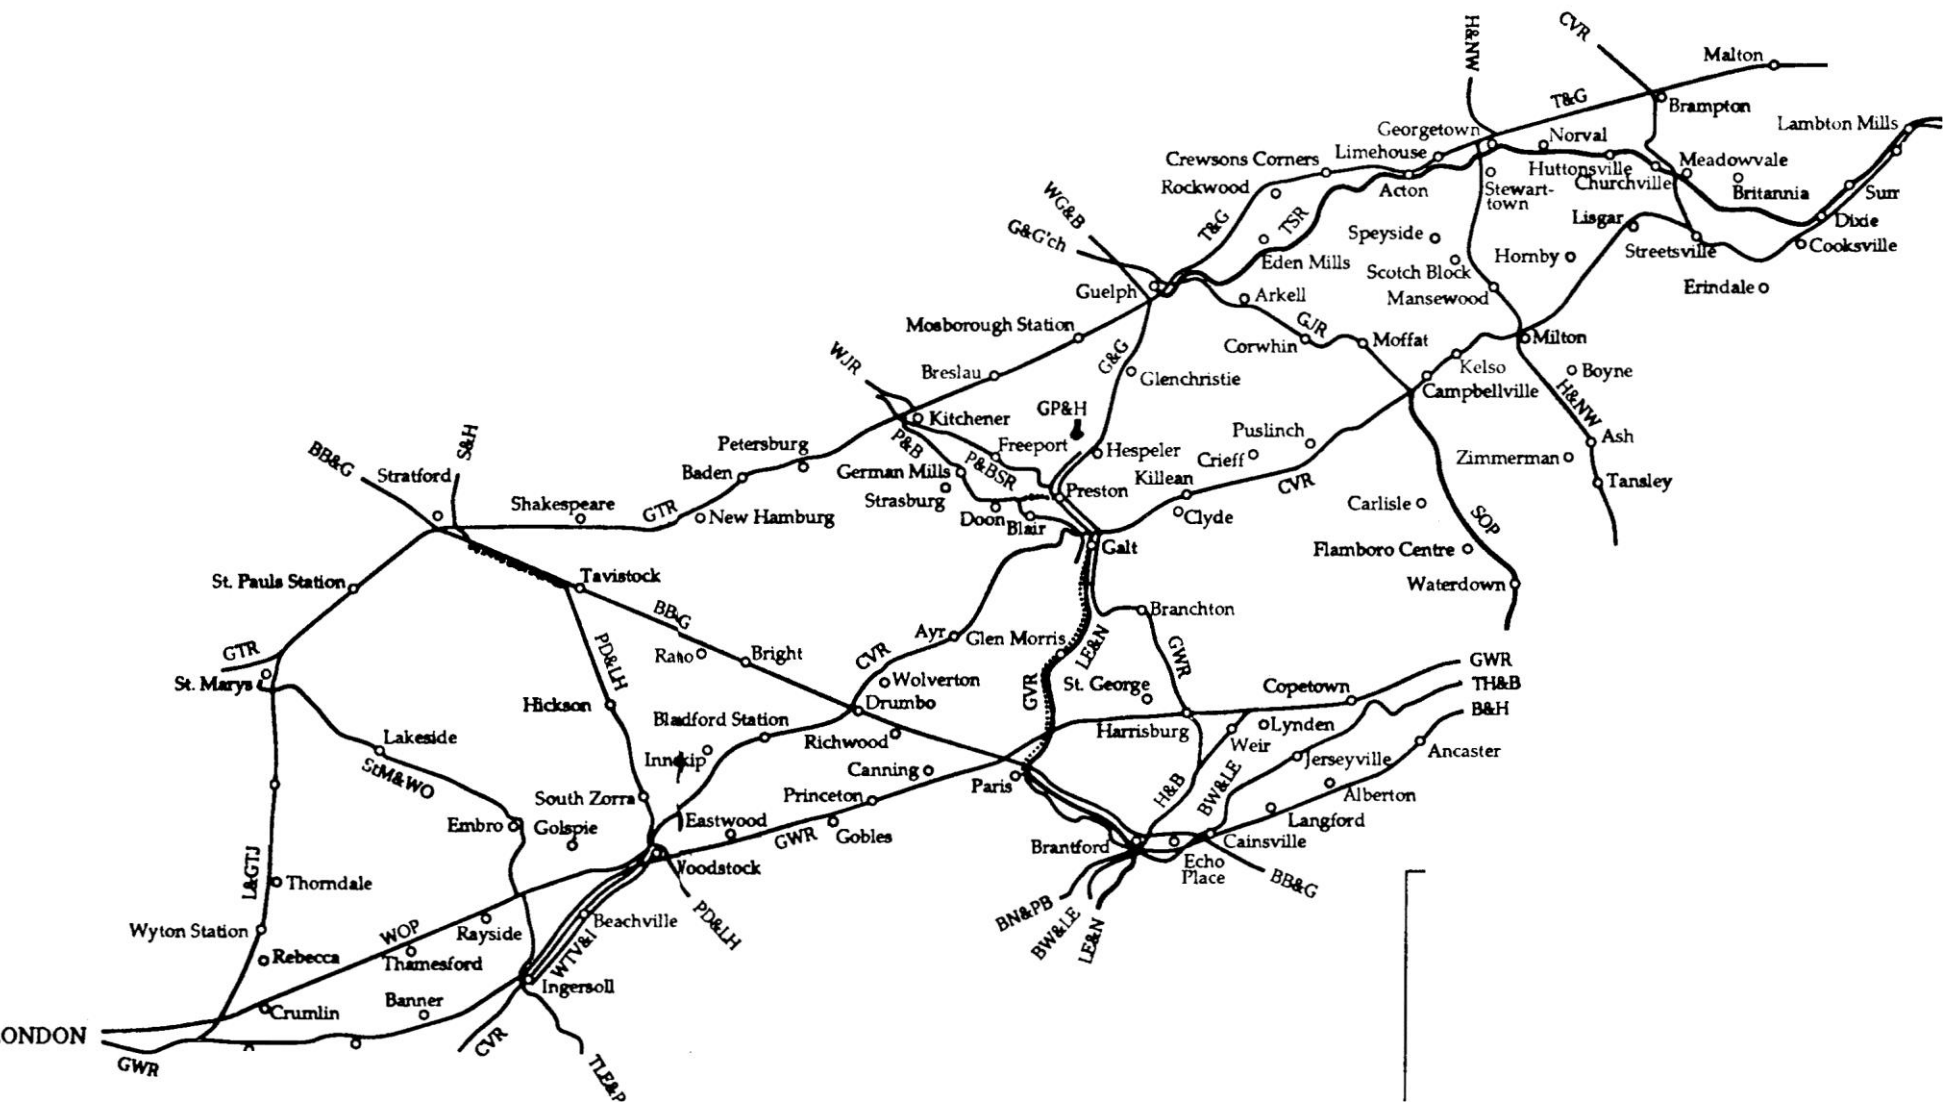 H&NW
CVR
Malton
T&G
Brampton
Lambton Mills
Georgetown
Norval
Crewsons Corners
Limehouse
Huttonsville
Meadowvale
Rockwood
Acton
Churchville
Britannia
Surr
Stewart-
town
WG&B
T&G
TSR
Speyside
Lisgar
Dixie
G&G'ch
Streetsville
Cooksville
Eden Mills
Scotch Block
Hornby
Guelph
Mansewood
Erindale
Arkell
Mosborough Station
GJR
Corwhin
Moffat
Milton
WJR
Breslau
G&G
Glenchristie
Kelso
Boyne
Campbellville
H&NW
Kitchener
GP&H
Puslinch
Ash
BB&G
S&H
Petersburg
P&B
Freeport
Hespeler
Crieff
Zimmerman
Stratford
Baden
German Mills
P&BSR
Killean
Tansley
Strasburg
Preston
CVR
Shakespeare
GTR
New Hamburg
Doon
Blair
Clyde
Carlisle
SOP
Galt
Flamboro Centre
St. Pauls Station
Tavistock
Waterdown
BB&G
Branchton
GTR
PD&LH
Ayr
Glen Morris
LE&N
GWR
St. Marys
Bright
CVR
GWR
Wolverton
St. George
Copetown
TH&B
Hickson
Drumbo
GVR
B&H
Bladford Station
Lakeside
Richwood
Harrisburg
Lynden
Weir
Ancaster
StM&WO
Canning
Paris
Jerseyville
South Zorra
Princeton
H&B
BW&LE
Alberton
Embro
Golspie
Eastwood
GWR
Gobles
Langford
Brantford
Cainsville
L&GTJ
Woodstock
Echo
Place
BB&G
Thorndale
BN&PB
BW&LE
LE&N
Wyton Station
WOP
Rayside
Beachville
PD&LH
Rebecca
Thamesford
WTV&I
Ingersoll
Banner
Crumlin
ONDON
GWR
CVR
TLE&P